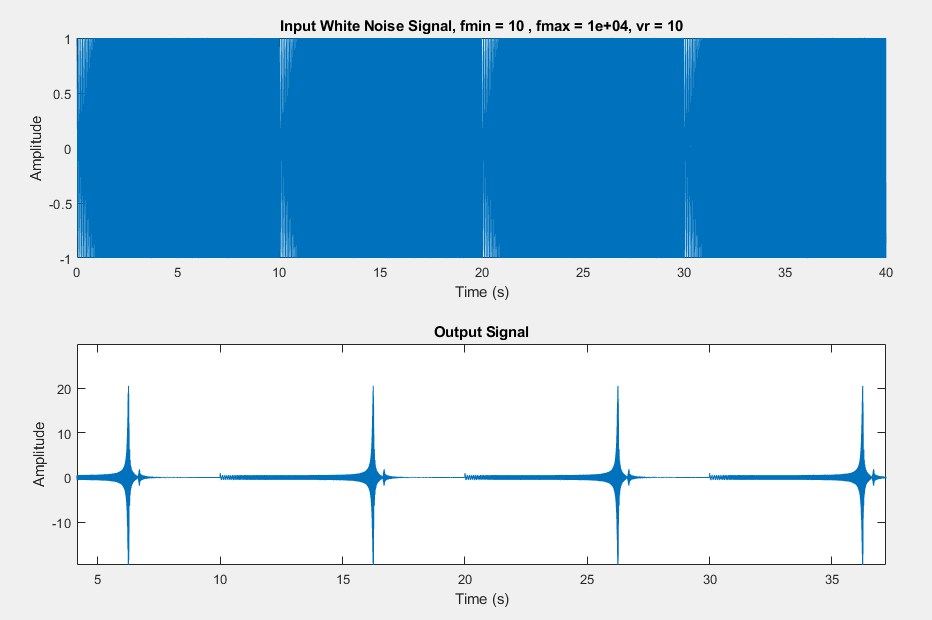 Input White Noise Signal, fmin = 10 , fmax = 1e+04, vr = 10
1
0.5
0
-0.5
-1
Amplitude
0 5 10 15 20 25 30 35 40
Time (s)
Output Signal
20
10
0
-10
Amplitude
5 10 15 20 25 30 35
Time (s)